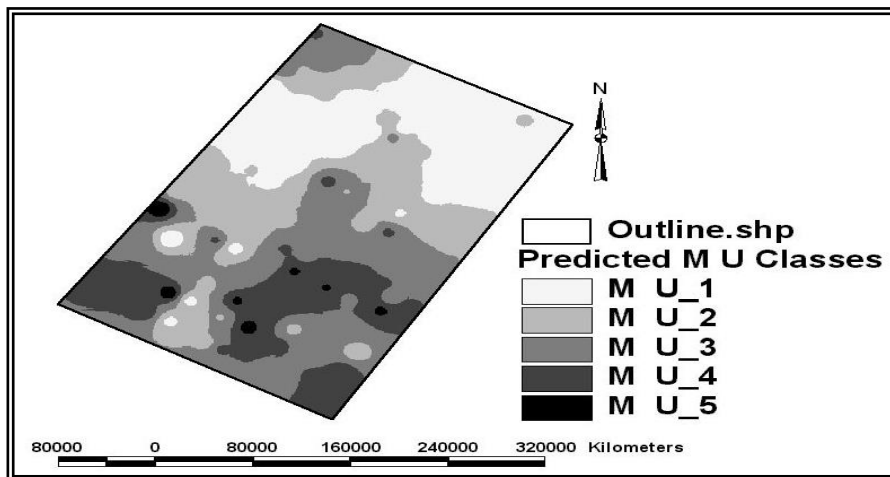 N
Outline.shp
Predicted M U Classes
M U_1
M U_2
M U_3
M U_4
M U_5
80000 0 80000 160000 240000 320000 Kilometers